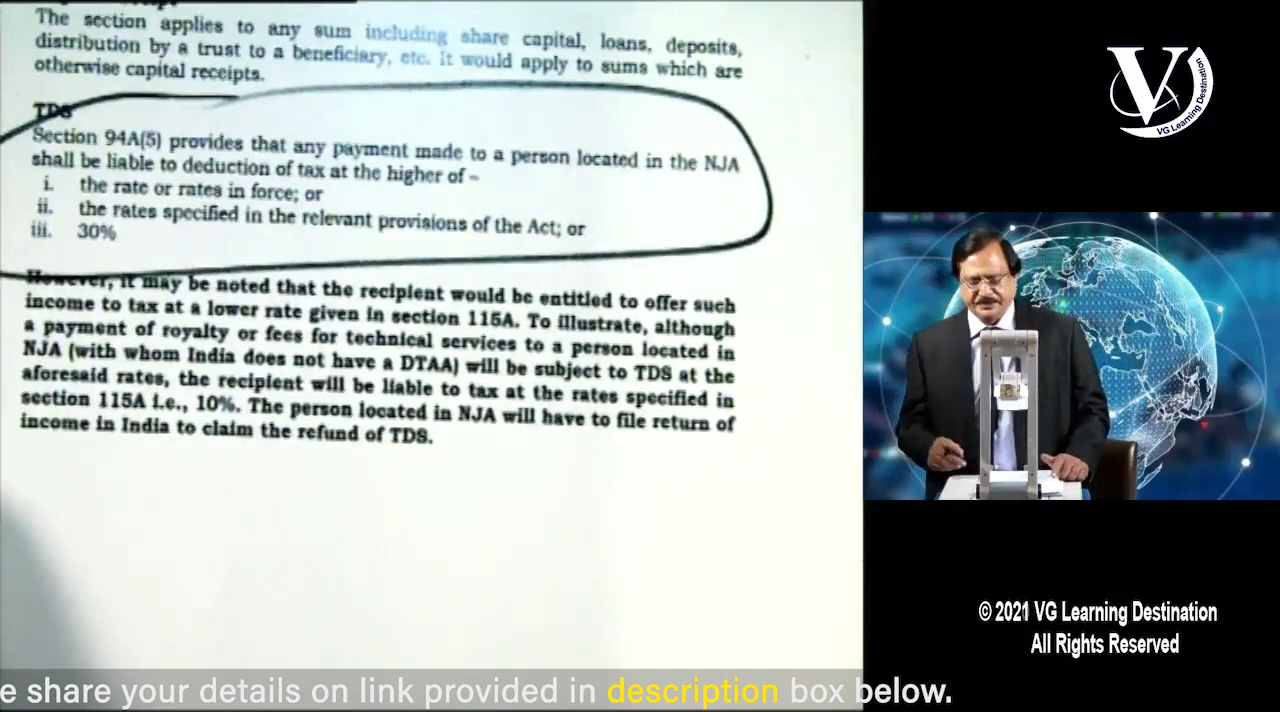 The section applies to any sum including share capital, loans, deposits,
distribution by a trust to a beneficiary, etc. It would apply to sums which are
otherwise capital receipts.
TDS
Section 94A(5) provides that any payment made to a person located in the NJA
shall be liable to deduction of tax at the higher of –
i. the rate or rates in force; or
ii. the rates specified in the relevant provisions of the Act; or
iii. 30%
However, it may be noted that the recipient would be entitled to offer such
income to tax at a lower rate given in section 115A. To illustrate, although
a payment of royalty or fees for technical services to a person located in
NJA (with whom India does not have a DTAA) will be subject to TDS at the
aforesaid rates, the recipient will be liable to tax at the rates specified in
section 115A i.e., 10%. The person located in NJA will have to file return of
income in India to claim the refund of TDS.
V
VG Learning Destination
© 2021 VG Learning Destination
All Rights Reserved
e share your details on link provided in description box below.